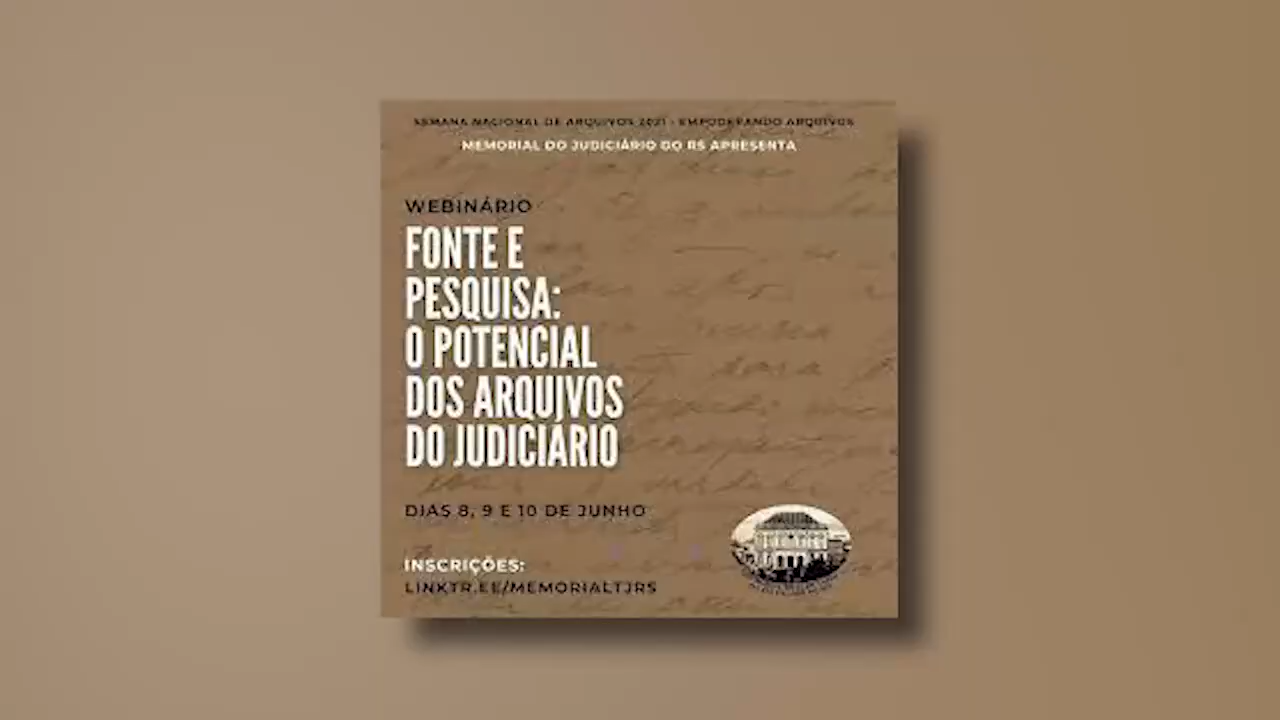 SEMANA NACIONAL DE ARQUIVOS 2021 - EMPODERANDO ARQUIVOS
MEMORIAL DO JUDICIÁRIO DO RS APRESENTA
WEBINÁRIO
FONTE E
PESQUISA:
O POTENCIAL
DOS ARQUIVOS
DO JUDICIÁRIO
DIAS 8, 9 E 10 DE JUNHO
INSCRIÇÕES:
LINKTR.EE/MEMORIALTJRS